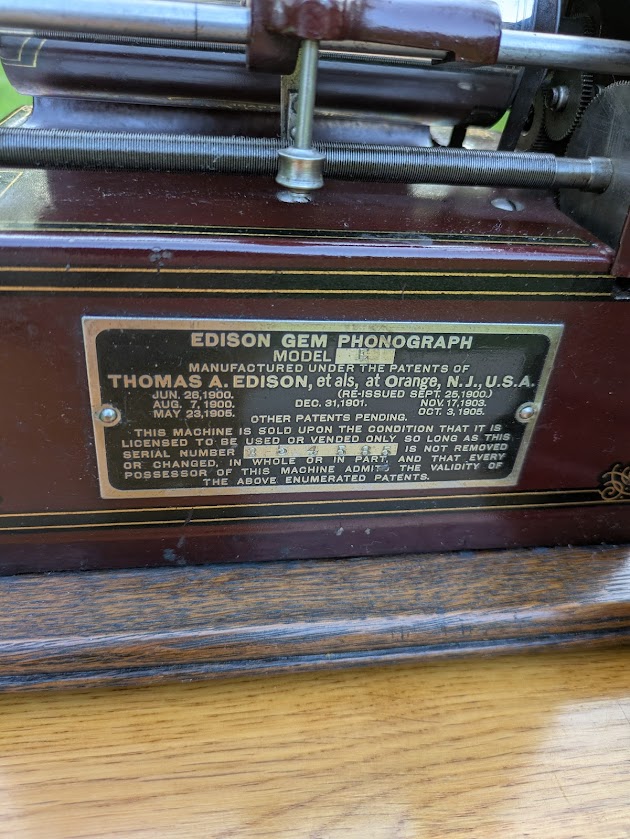 EDISON GEM PHONOGRAPH
MODEL E
MANUFACTURED UNDER THE PATENTS OF
THOMAS A. EDISON, et als, at Orange, N.J., U.S.A.
JUN. 26,1900. (RE-ISSUED SEPT. 25,1900.)
AUG. 7, 1900. DEC. 31,1901. NOV. 17,1903.
MAY 23,1905. OCT. 3, 1905.
OTHER PATENTS PENDING.
THIS MACHINE IS SOLD UPON THE CONDITION THAT IT IS
LICENSED TO BE USED OR VENDED ONLY SO LONG AS THIS
SERIAL NUMBER IS NOT REMOVED
OR CHANGED, IN WHOLE OR IN PART, AND THAT EVERY
POSSESSOR OF THIS MACHINE ADMITS THE VALIDITY OF
THE ABOVE ENUMERATED PATENTS.